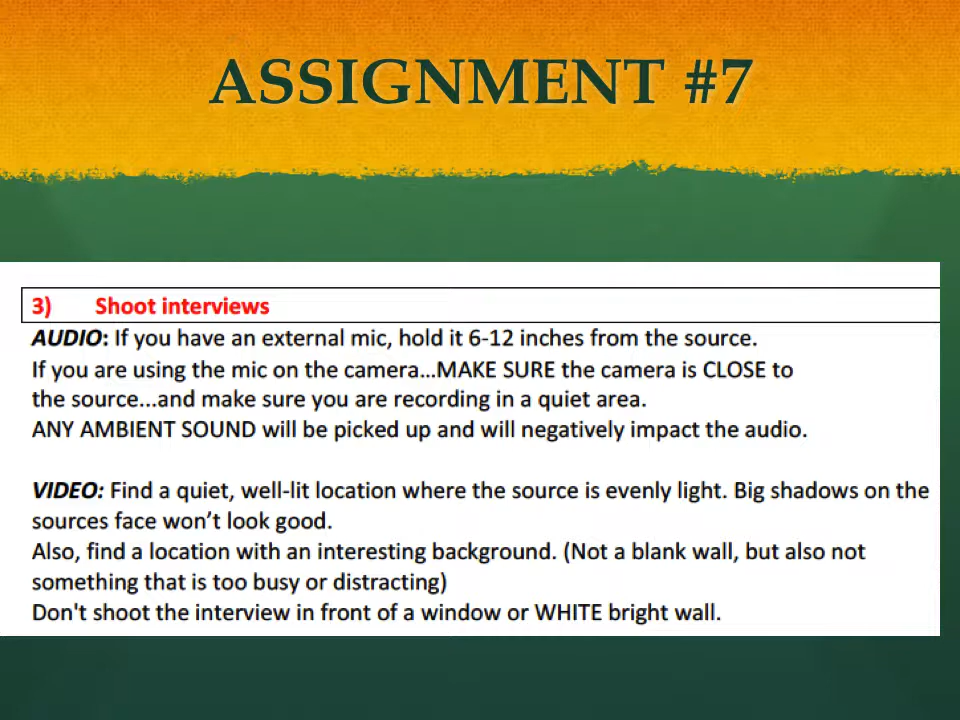 ASSIGNMENT #7
3) Shoot interviews
AUDIO: If you have an external mic, hold it 6-12 inches from the source.
If you are using the mic on the camera...MAKE SURE the camera is CLOSE to
the source...and make sure you are recording in a quiet area.
ANY AMBIENT SOUND will be picked up and will negatively impact the audio.
VIDEO: Find a quiet, well-lit location where the source is evenly light. Big shadows on the
sources face won't look good.
Also, find a location with an interesting background. (Not a blank wall, but also not
something that is too busy or distracting)
Don't shoot the interview in front of a window or WHITE bright wall.